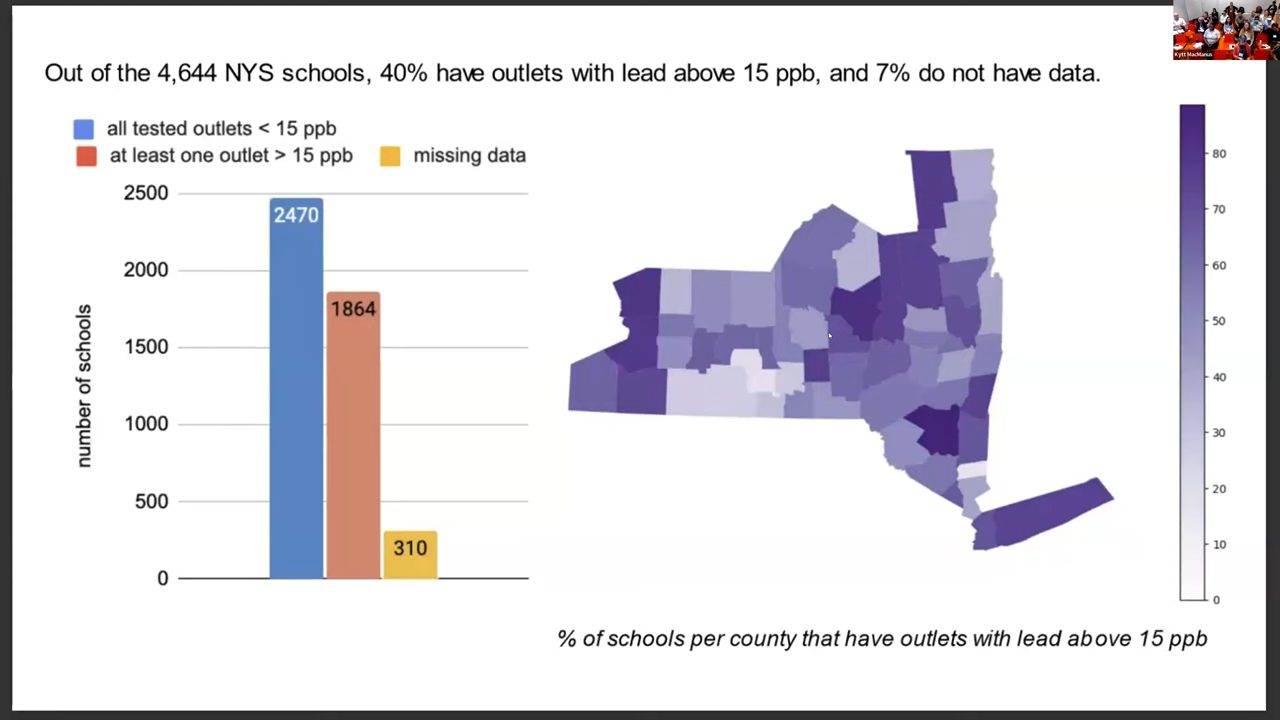 Kytt MacManus
Out of the 4,644 NYS schools, 40% have outlets with lead above 15 ppb, and 7% do not have data.
all tested outlets < 15 ppb
at least one outlet > 15 ppb
missing data
number of schools
2500
2000
1500
1000
500
0
2470
1864
310
80
70
60
50
40
30
20
10
0
% of schools per county that have outlets with lead above 15 ppb